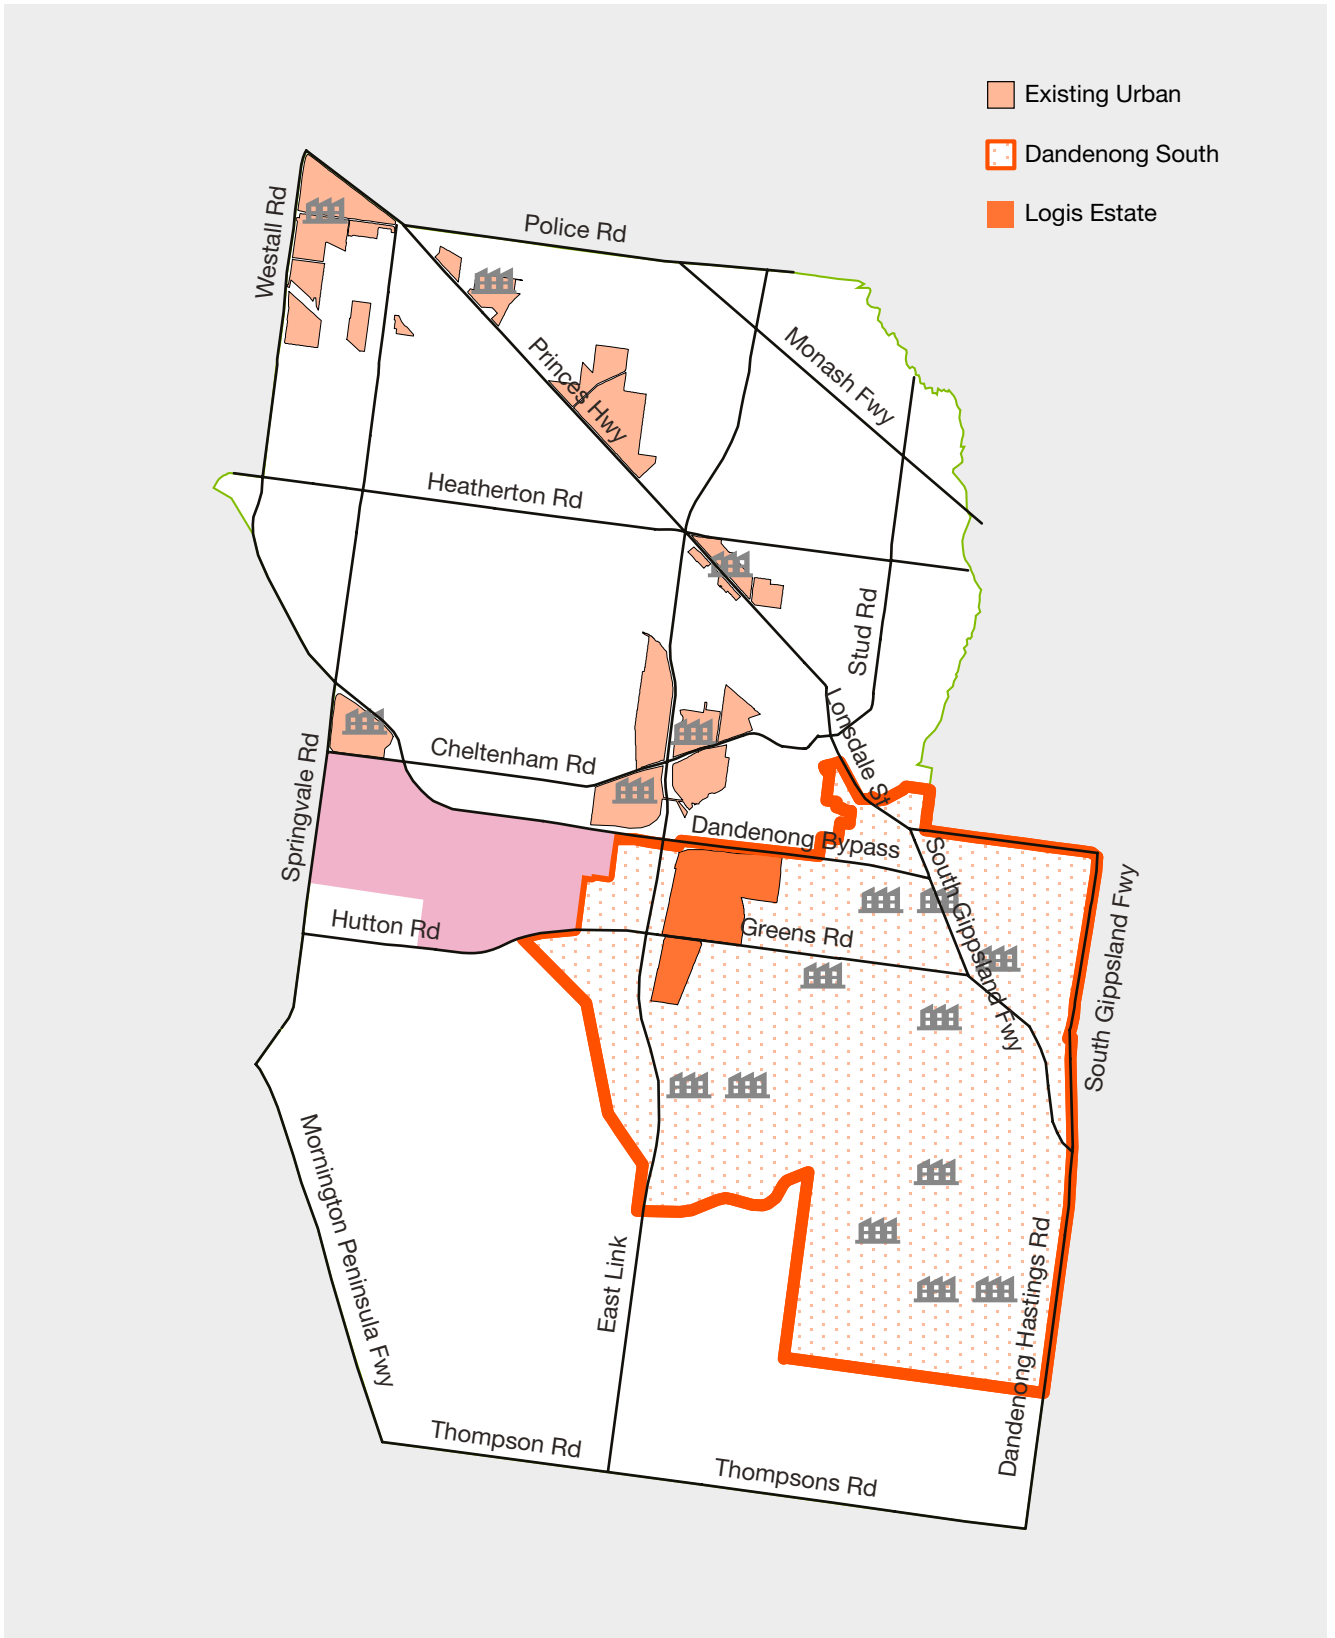 Existing Urban
Dandenong South
Logis Estate
Westall Rd
Police Rd
Monash Fwy
Princes Hwy
Heatherton Rd
Stud Rd
Lonsdale St
Springvale Rd
Cheltenham Rd
Dandenong Bypass
South Gippsland Fwy
South Gippsland Fwy
Hutton Rd
Greens Rd
Mornington Peninsula Fwy
East Link
Dandenong Hastings Rd
Thompson Rd
Thompsons Rd